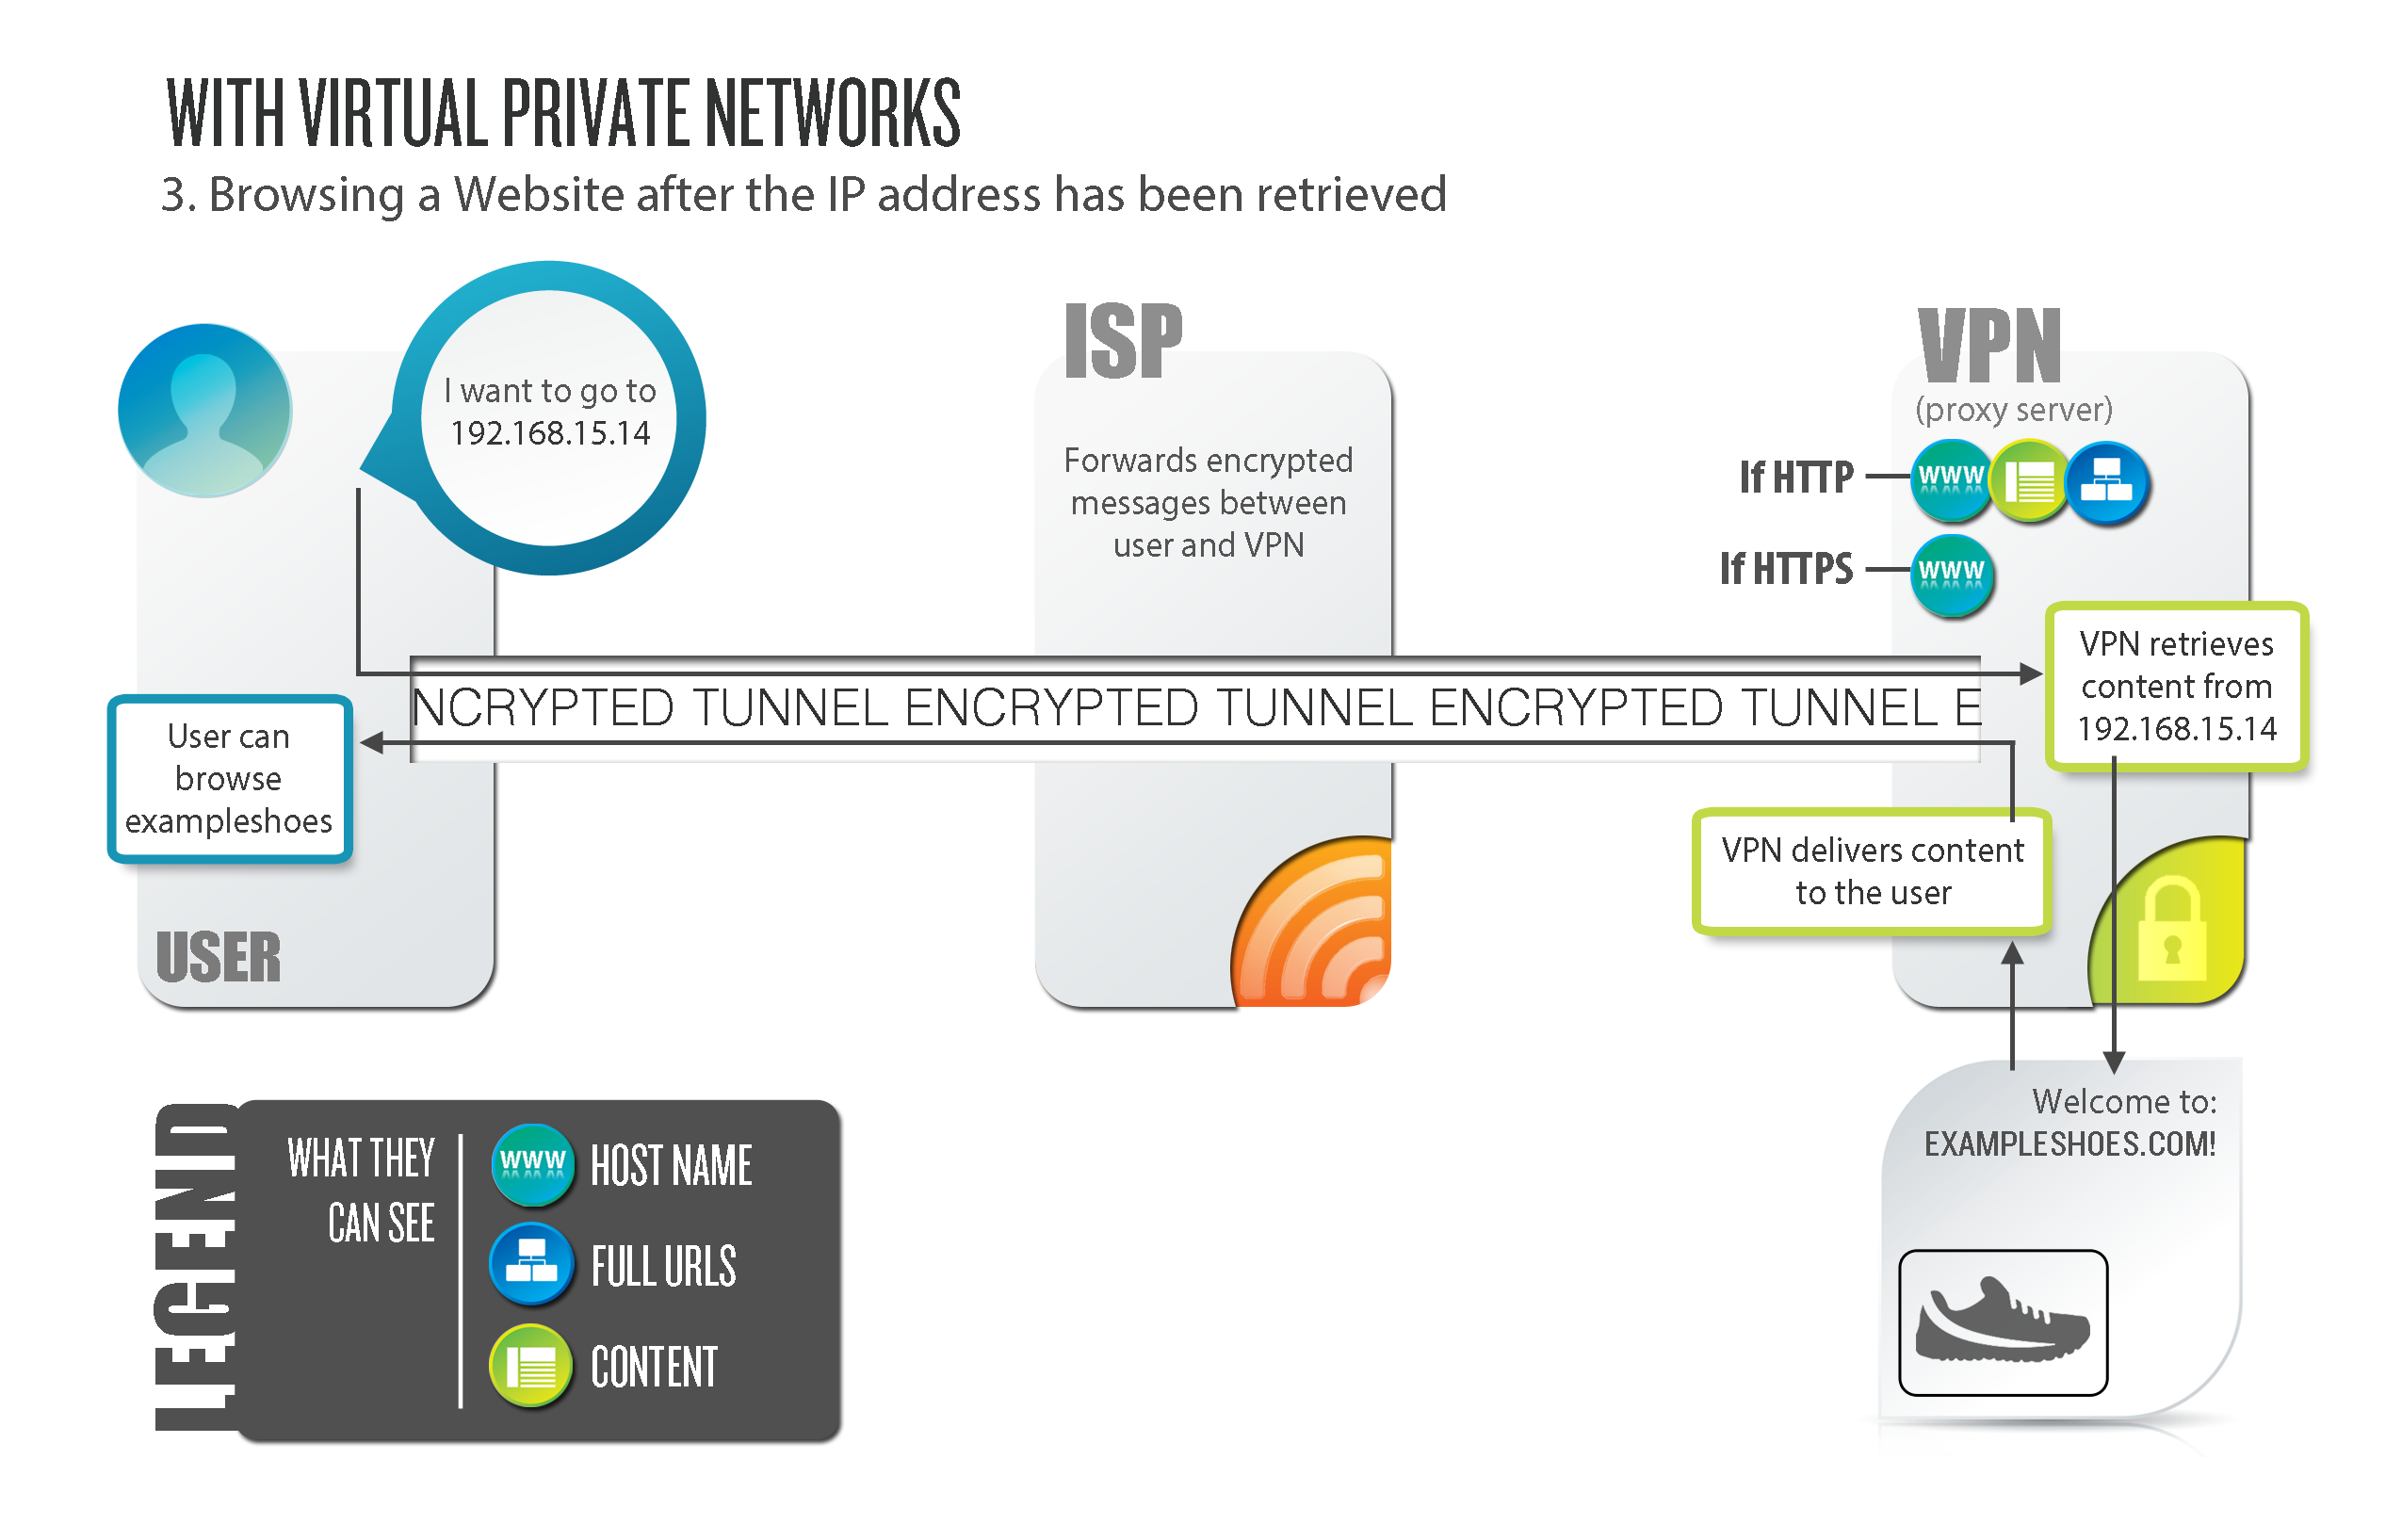 WITH VIRTUAL PRIVATE NETWORKS
3. Browsing a Website after the IP address has been retrieved
I want to go to
192.168.15.14
ISP
Forwards encrypted
messages between
user and VPN
VPN
(proxy server)
If HTTP
www
If HTTPS
www
VPN retrieves
content from
192.168.15.14
NCRYPTED TUNNEL ENCRYPTED TUNNEL ENCRYPTED TUNNEL E
User can
browse
exampleshoes
VPN delivers content
to the user
USER
Welcome to:
EXAMPLESHOES.COM!
LEGEND
WHAT THEY
CAN SEE
www
HOST NAME
FULL URLS
CONTENT